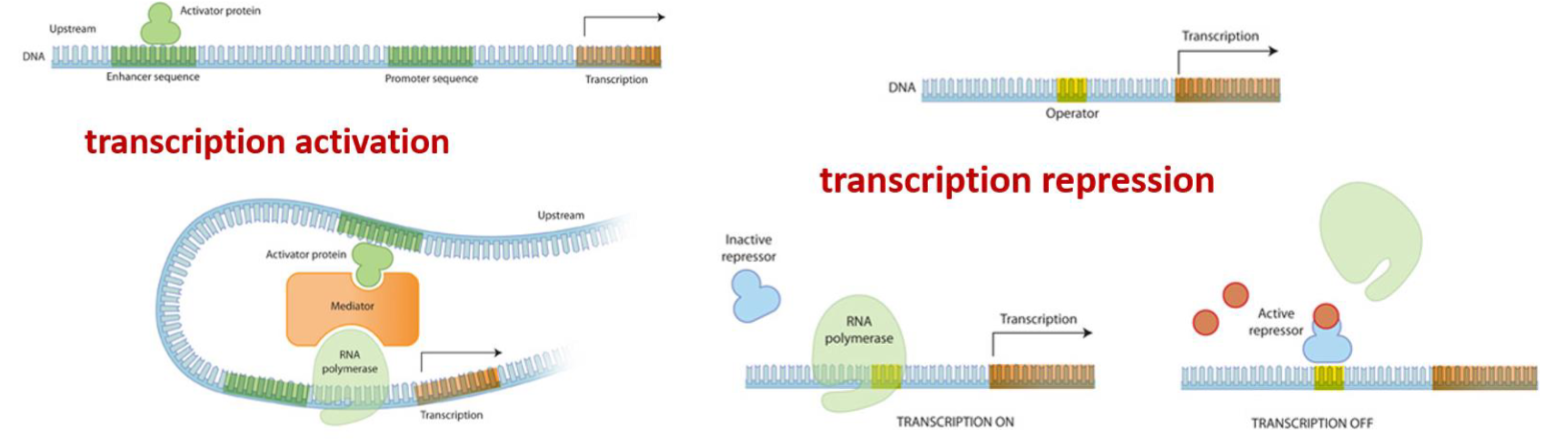 Activator protein
Upstream
DNA
Enhancer sequence
Promoter sequence
Transcription
transcription activation
Upstream
Activator protein
Mediator
RNA
polymerase
Transcription
Transcription
DNA
Operator
transcription repression
Inactive
repressor
RNA
polymerase
Transcription
TRANSCRIPTION ON
Active
repressor
TRANSCRIPTION OFF